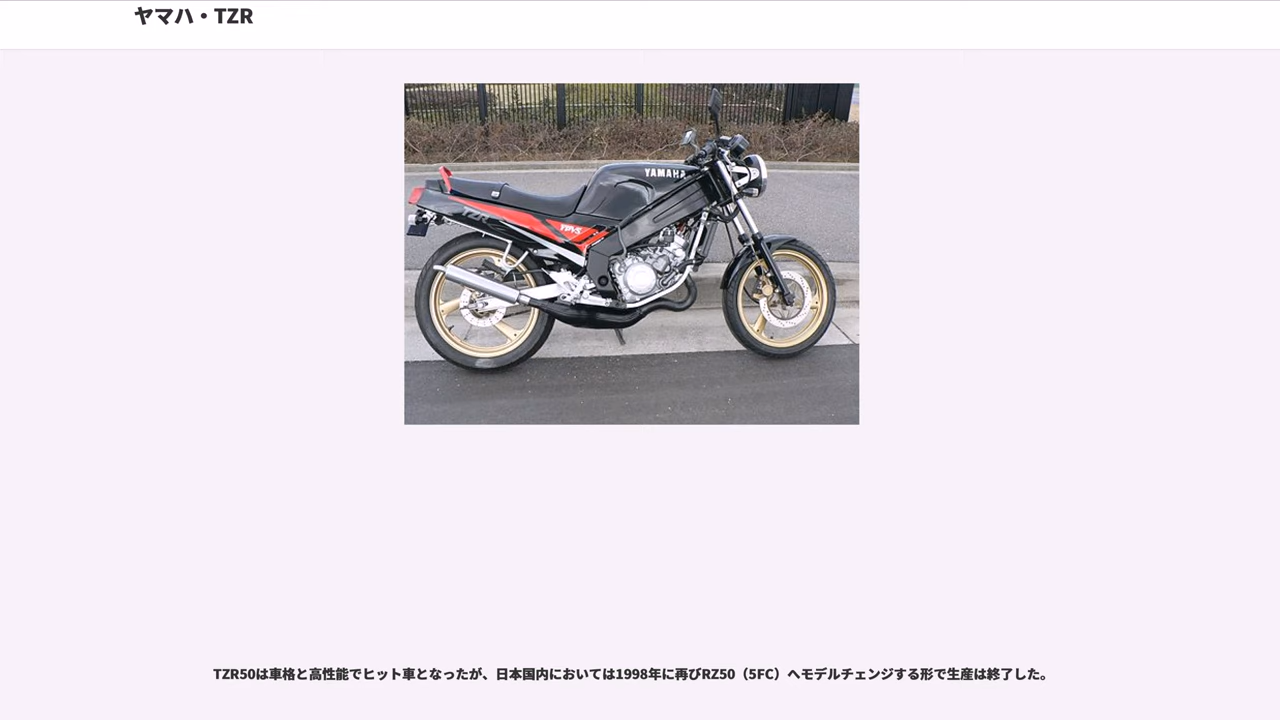 ヤマハ・TZR
YAMAHA
TZR
TZR50は車格と高性能でヒット車となったが、日本国内においては1998年に再びRZ50（5FC）へモデルチェンジする形で生産は終了した。